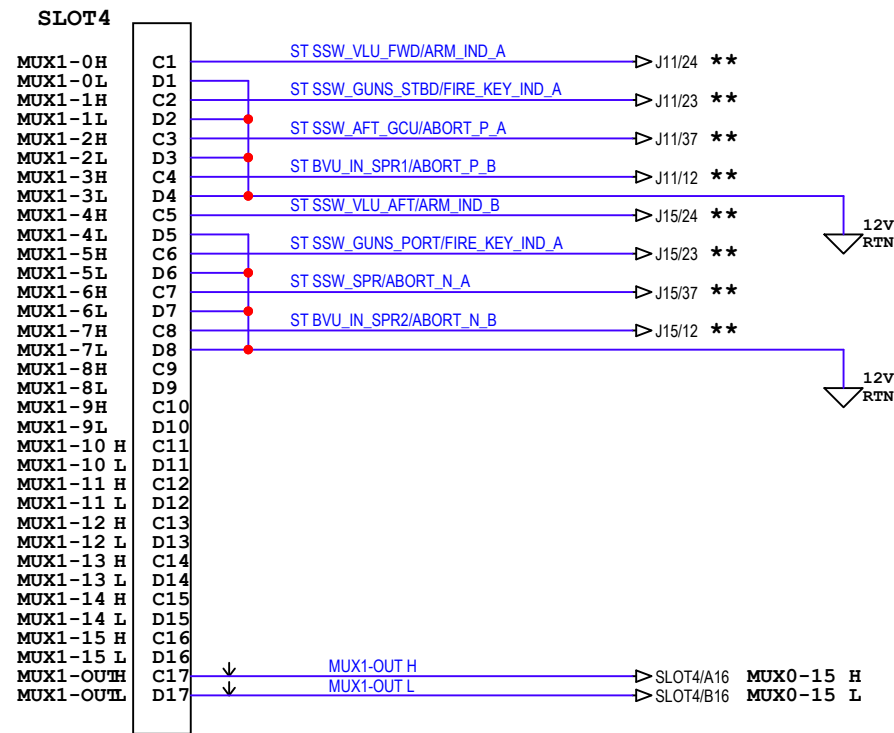 SLOT4
MUX1-0H C1 ST SSW_VLU_FWD/ARM_IND_A J11/24 **
MUX1-0L D1
MUX1-1H C2 ST SSW_GUNS_STBD/FIRE_KEY_IND_A J11/23 **
MUX1-1L D2
MUX1-2H C3 ST SSW_AFT_GCU/ABORT_P_A J11/37 **
MUX1-2L D3
MUX1-3H C4 ST BVU_IN_SPR1/ABORT_P_B J11/12 **
MUX1-3L D4
MUX1-4H C5 ST SSW_VLU_AFT/ARM_IND_B J15/24 **
12V
MUX1-4L D5
RTN
MUX1-5H C6 ST SSW_GUNS_PORT/FIRE_KEY_IND_A J15/23 **
MUX1-5L D6
MUX1-6H C7 ST SSW_SPR/ABORT_N_A J15/37 **
MUX1-6L D7
MUX1-7H C8 ST BVU_IN_SPR2/ABORT_N_B J15/12 **
MUX1-7L D8
MUX1-8H C9
12V
MUX1-8L D9
RTN
MUX1-9H C10
MUX1-9L D10
MUX1-10 H C11
MUX1-10 L D11
MUX1-11 H C12
MUX1-11 L D12
MUX1-12 H C13
MUX1-12 L D13
MUX1-13 H C14
MUX1-13 L D14
MUX1-14 H C15
MUX1-14 L D15
MUX1-15 H C16
MUX1-15 L D16
MUX1-OUTH C17 MUX1-OUT H SLOT4/A16 MUX0-15 H
MUX1-OUTL D17 MUX1-OUT L SLOT4/B16 MUX0-15 L